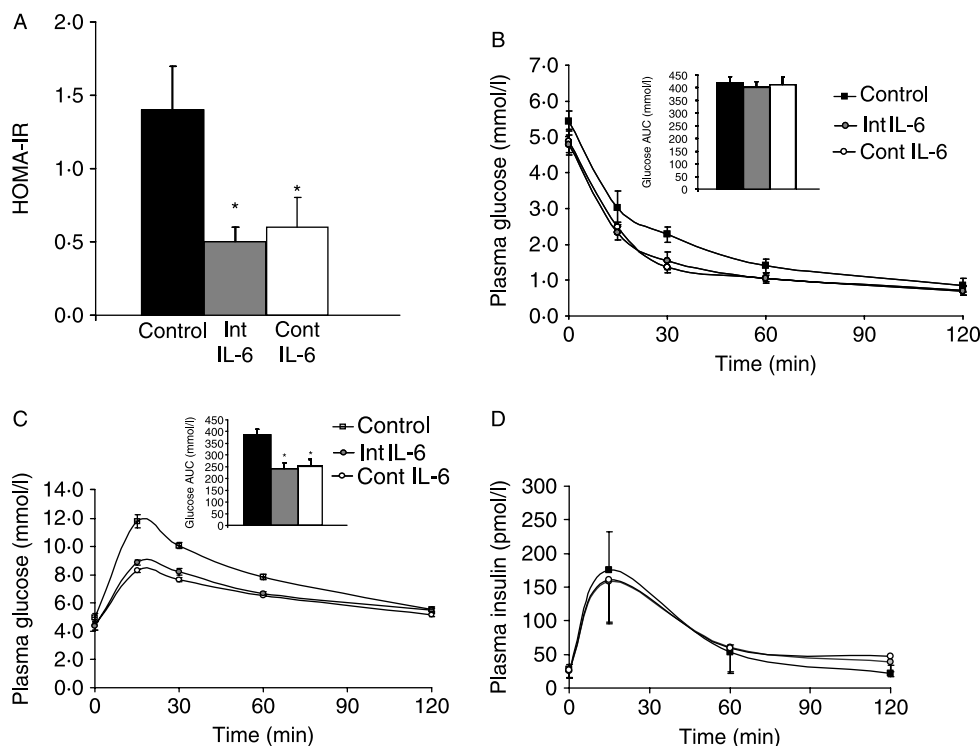 A
2·0
1·5
1·0
0·5
0·0
HOMA-IR
*
*
Control
Int
IL-6
Cont
IL-6
B
7·0
6·0
5·0
4·0
3·0
2·0
1·0
0·0
Plasma glucose (mmol/l)
0
30
60
90
120
Time (min)
450
400
350
300
250
200
150
100
50
0
Glucose AUC (mmol/l)
Control
Int IL-6
Cont IL-6
C
14·0
12·0
10·0
8·0
6·0
4·0
2·0
0·0
Plasma glucose (mmol/l)
0
30
60
90
120
Time (min)
450
400
350
300
250
200
150
100
50
0
Glucose AUC (mmol/l)
*
*
Control
Int IL-6
Cont IL-6
D
300
250
200
150
100
50
0
Plasma insulin (pmol/l)
0
30
60
90
120
Time (min)